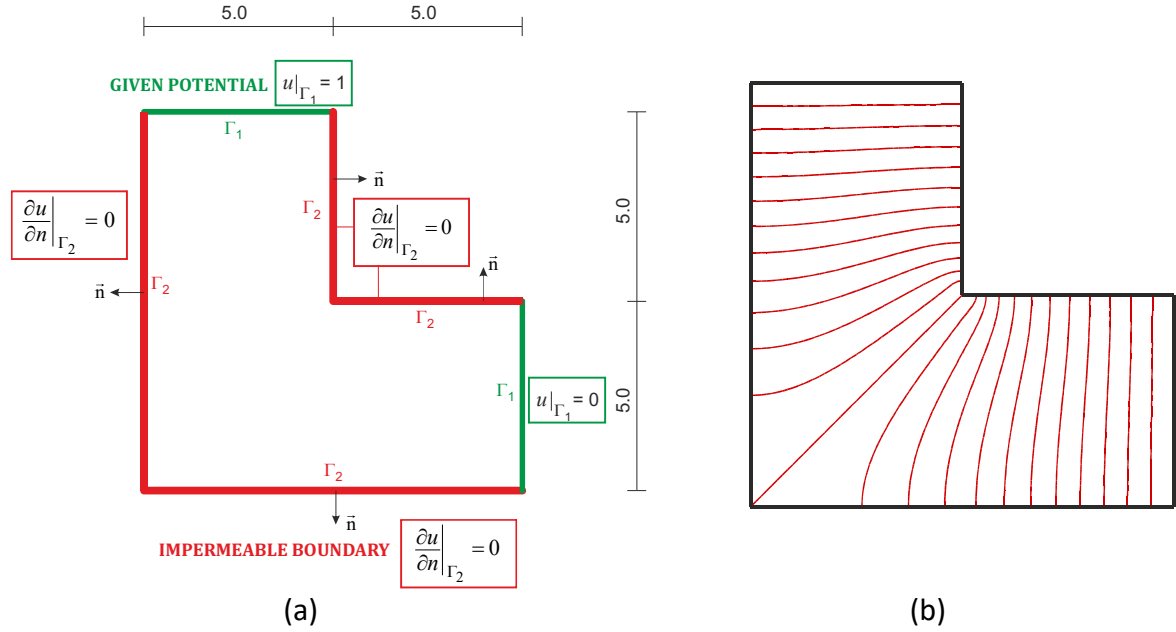 5.0 5.0
GIVEN POTENTIAL u|Γ₁ = 1
Γ₁
n⃗
Γ₂
∂u/∂n|Γ₂ = 0
∂u/∂n|Γ₂ = 0
5.0
n⃗
n⃗
Γ₂
Γ₂
Γ₁
u|Γ₁ = 0
5.0
Γ₂
n⃗
IMPERMEABLE BOUNDARY ∂u/∂n|Γ₂ = 0
(a) (b)